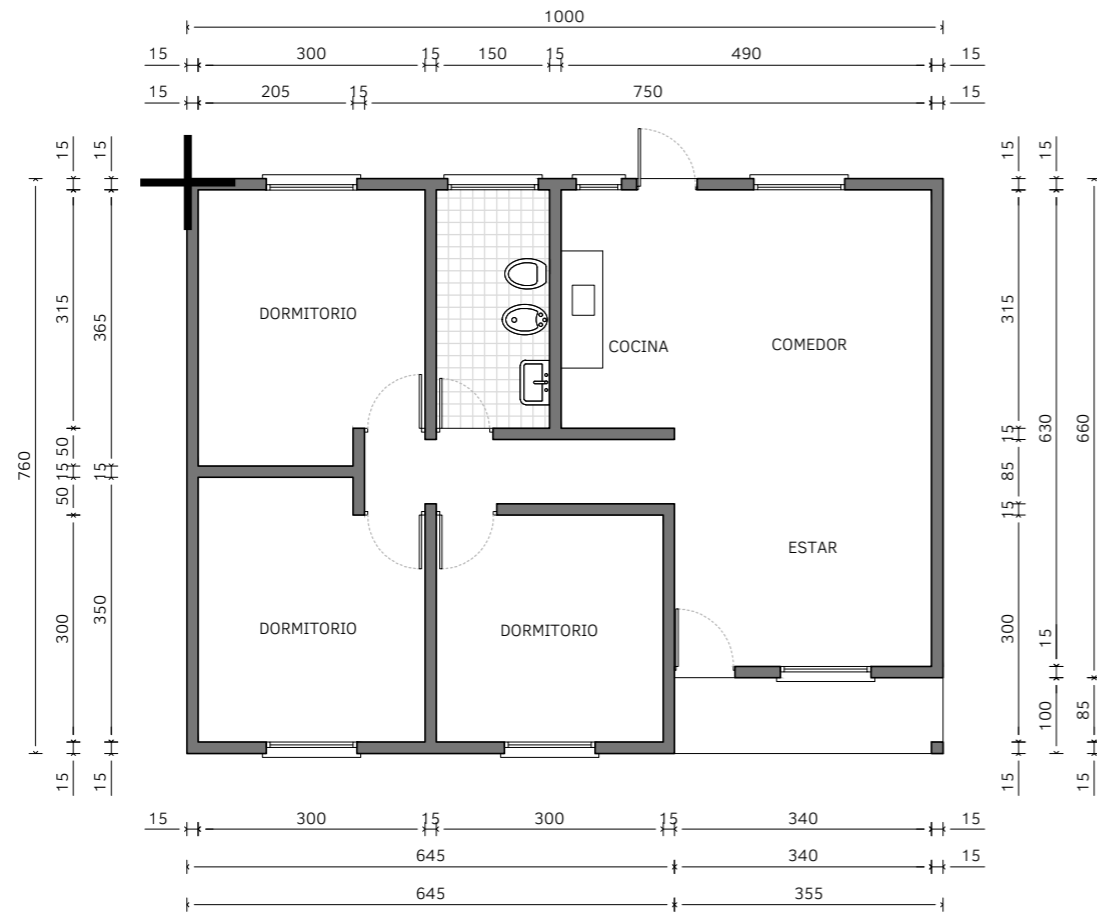 1000
15 300 15 150 15 490 15
15 205 15 750 15
15 15 15 15
315 365 315 630 660
DORMITORIO
COCINA COMEDOR
50 15 50
15
760
15 85 15
ESTAR
DORMITORIO DORMITORIO
300 350 300 15
100 85
15 15 15 15
15 300 15 300 15 340 15
645 340 15
645 355